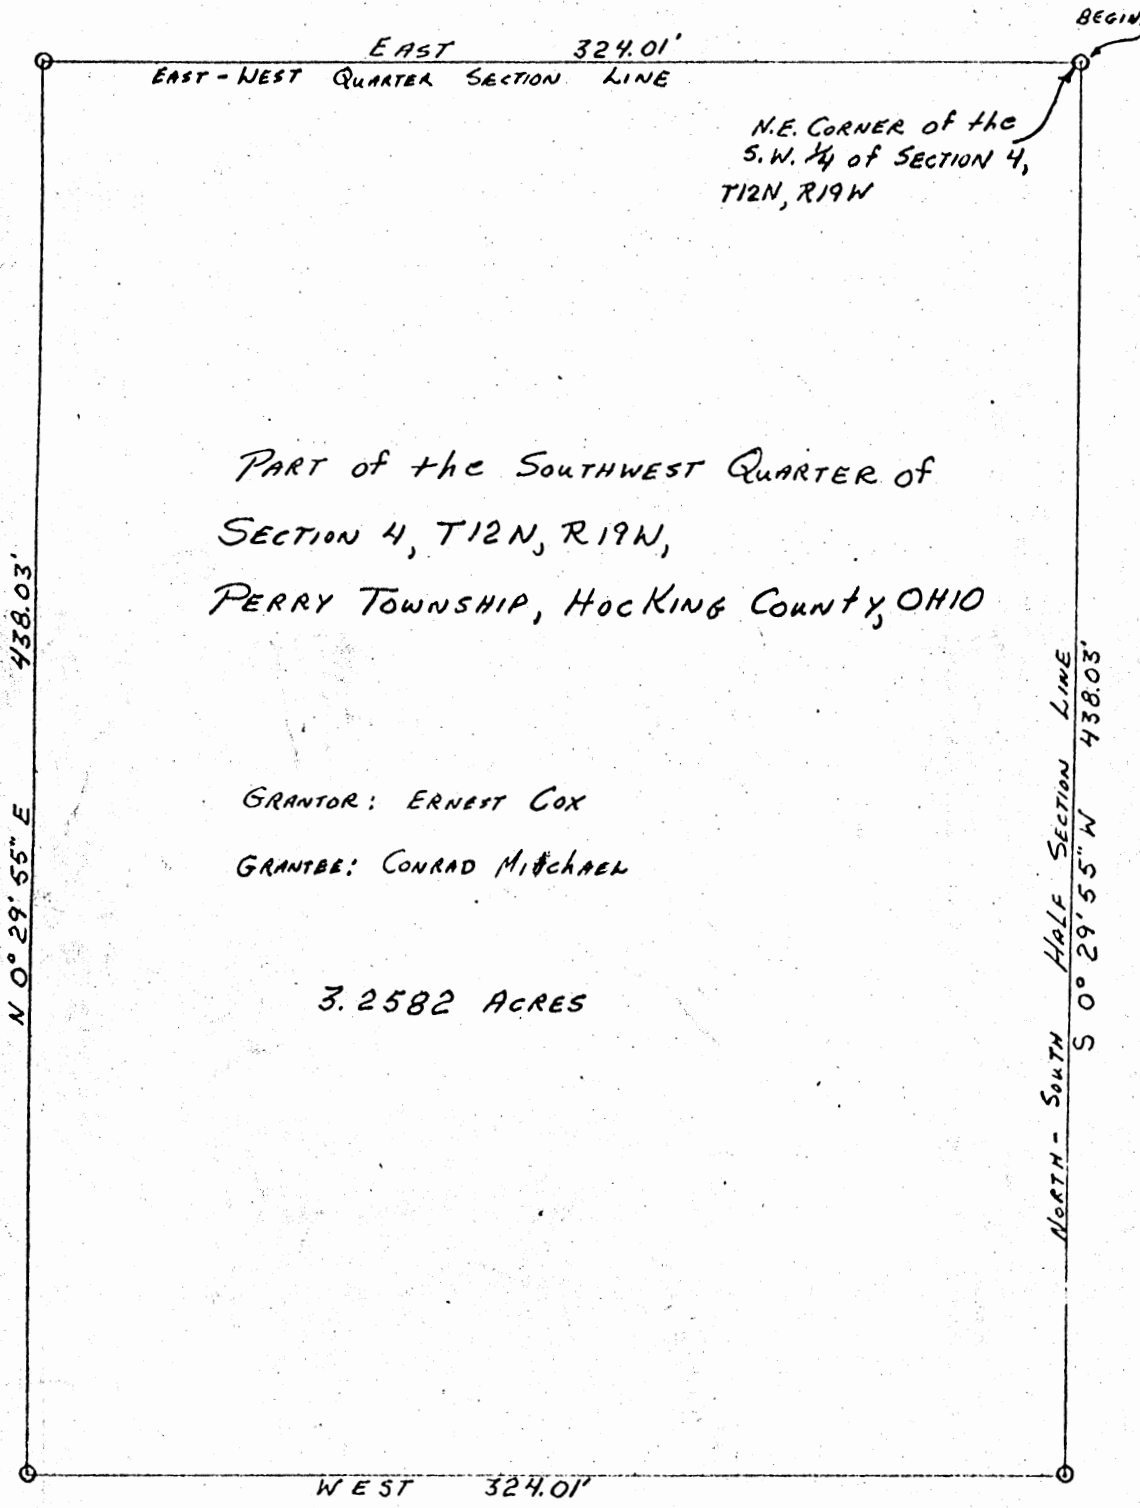 BEGIN
EAST 324.01'
EAST-WEST QUARTER SECTION LINE
N.E. CORNER of the
S.W. 1/4 of SECTION 4,
T12N, R19W
PART of the SOUTHWEST QUARTER of
SECTION 4, T12N, R19W,
PERRY TOWNSHIP, HOCKING COUNTY, OHIO
N 0° 29' 55" E 438.03'
NORTH-SOUTH HALF SECTION LINE
S 0° 29' 55" W 438.03'
GRANTOR: ERNEST COX
GRANTEE: CONRAD MITCHAEL
3.2582 ACRES
WEST 324.01'